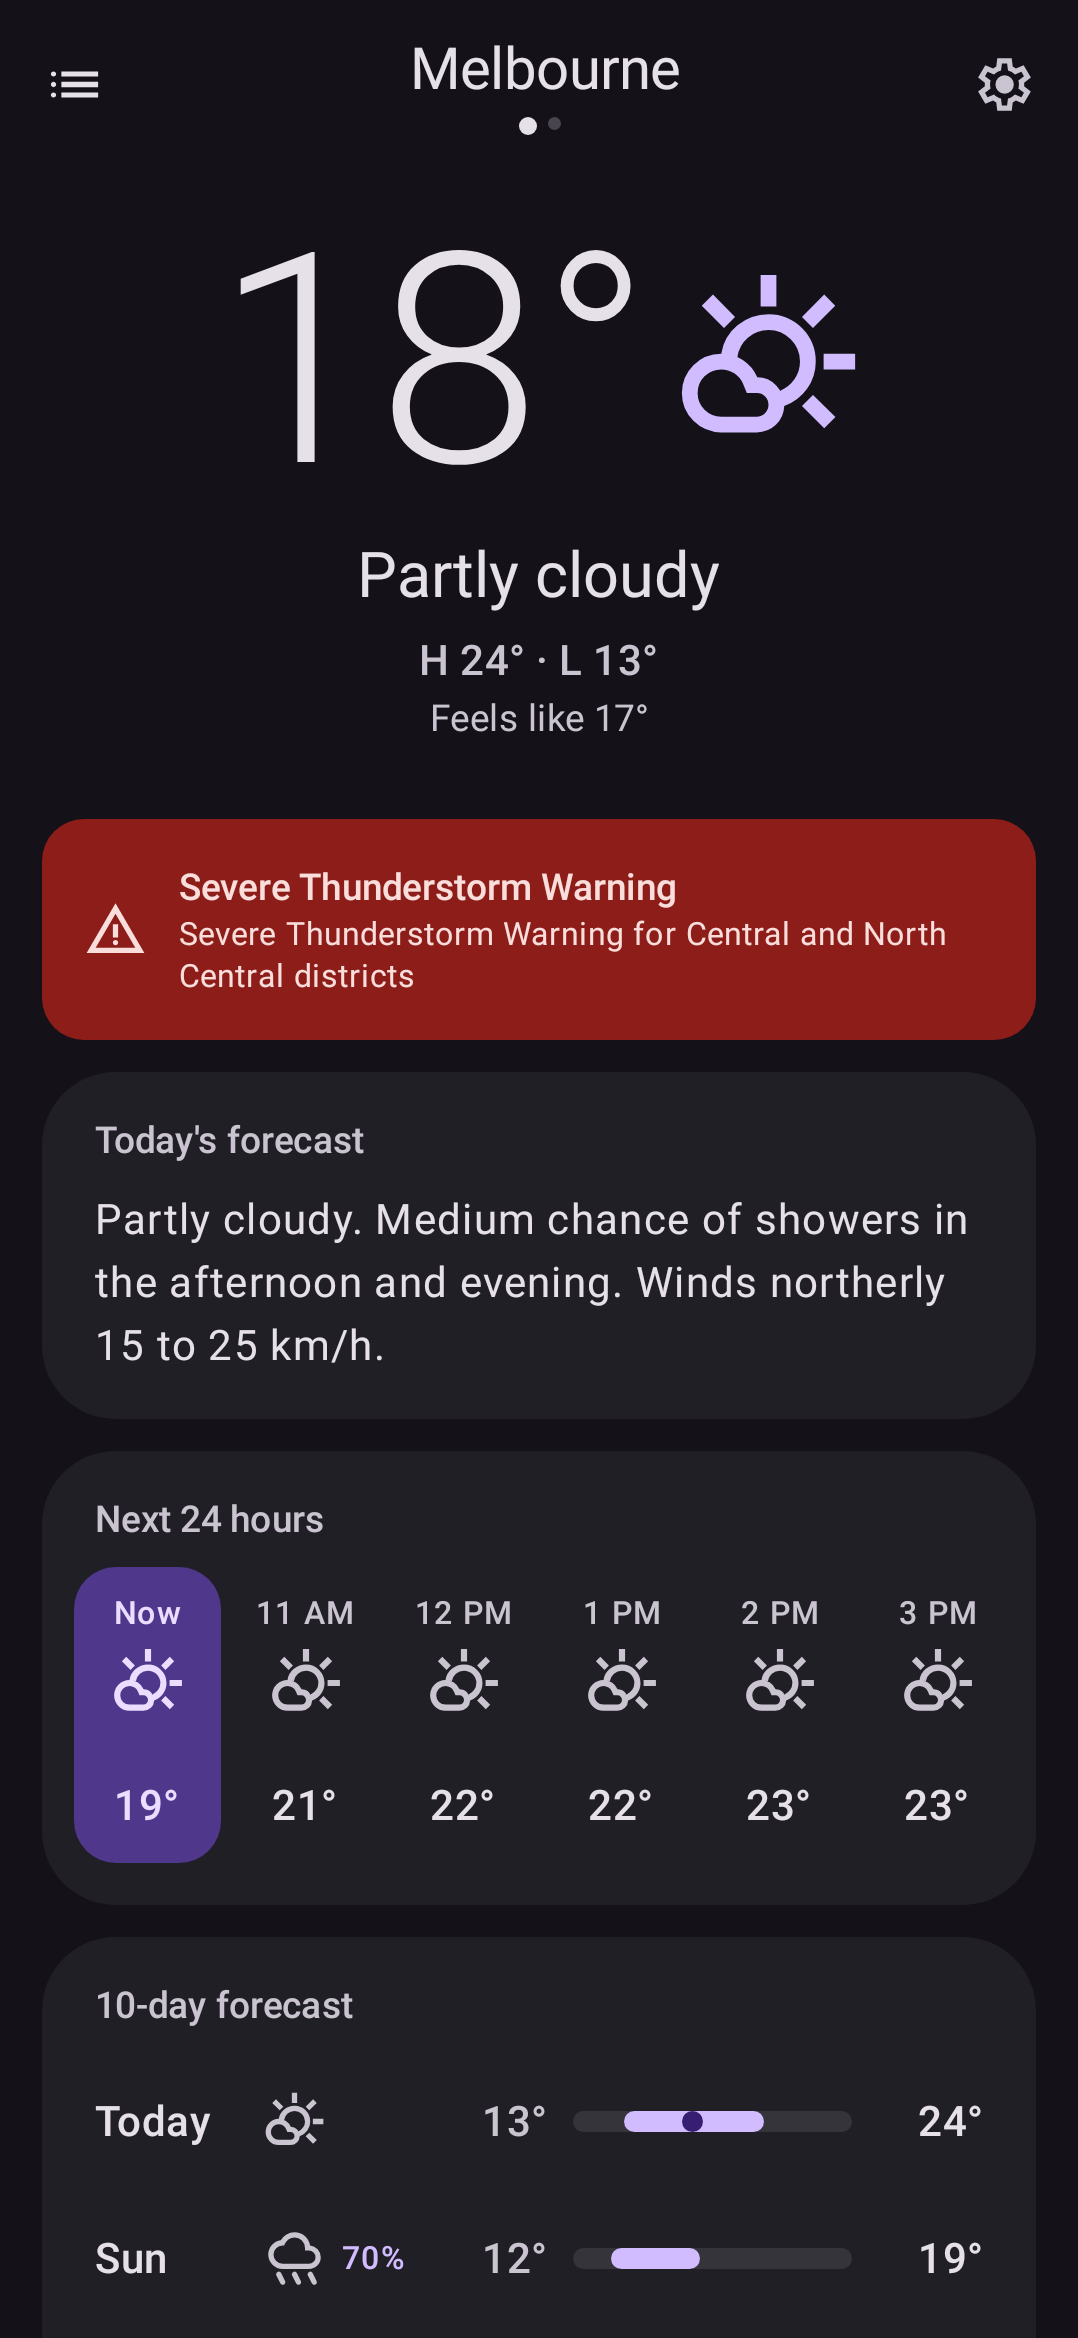 Melbourne
18°
Partly cloudy
H 24° · L 13°
Feels like 17°
Severe Thunderstorm Warning
Severe Thunderstorm Warning for Central and North
Central districts
Today's forecast
Partly cloudy. Medium chance of showers in
the afternoon and evening. Winds northerly
15 to 25 km/h.
Next 24 hours
Now 11 AM 12 PM 1 PM 2 PM 3 PM
19° 21° 22° 22° 23° 23°
10-day forecast
Today 13° 24°
Sun 70% 12° 19°